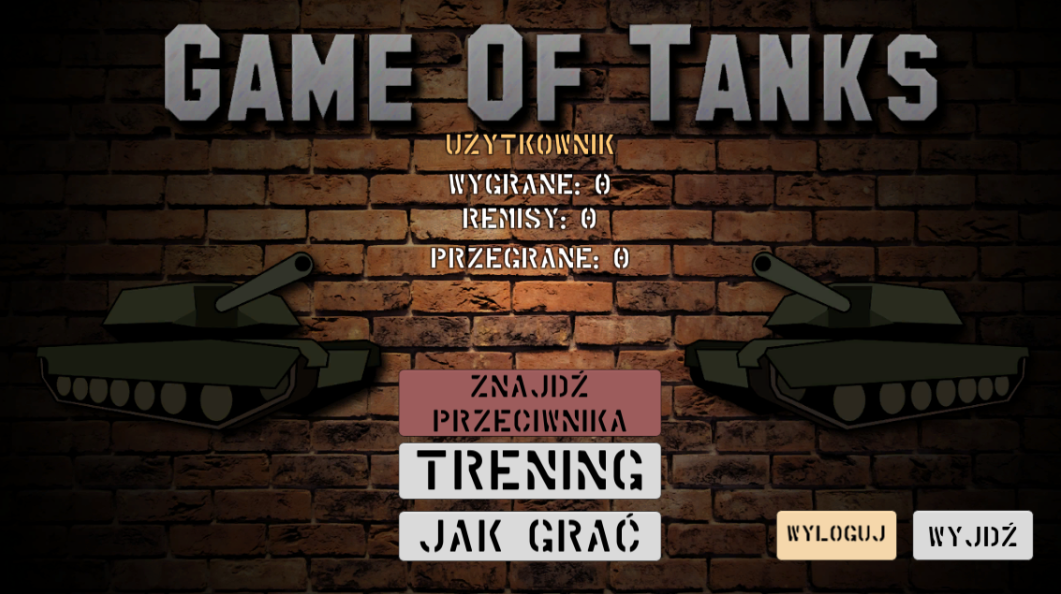 GAME OF TANKS
UZYTKOWNIK
WYGRANE: 0
REMISY: 0
PRZEGRANE: 0
ZNAJDŹ
PRZECIWNIKA
TRENING
JAK GRAĆ
WYLOGUJ
WYJDŹ